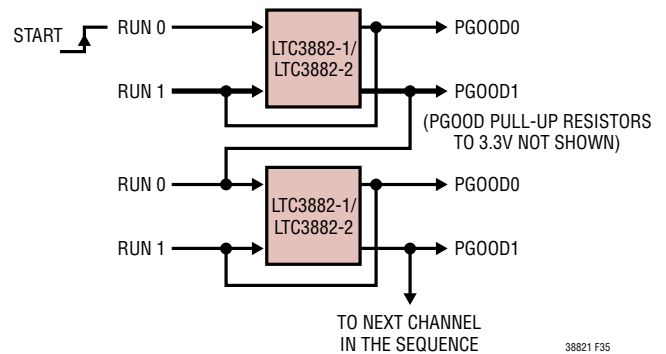 START
RUN 0
PGOOD0
LTC3882-1/
LTC3882-2
RUN 1
PGOOD1
(PGOOD PULL-UP RESISTORS
TO 3.3V NOT SHOWN)
RUN 0
PGOOD0
LTC3882-1/
LTC3882-2
RUN 1
PGOOD1
TO NEXT CHANNEL
IN THE SEQUENCE
38821 F35